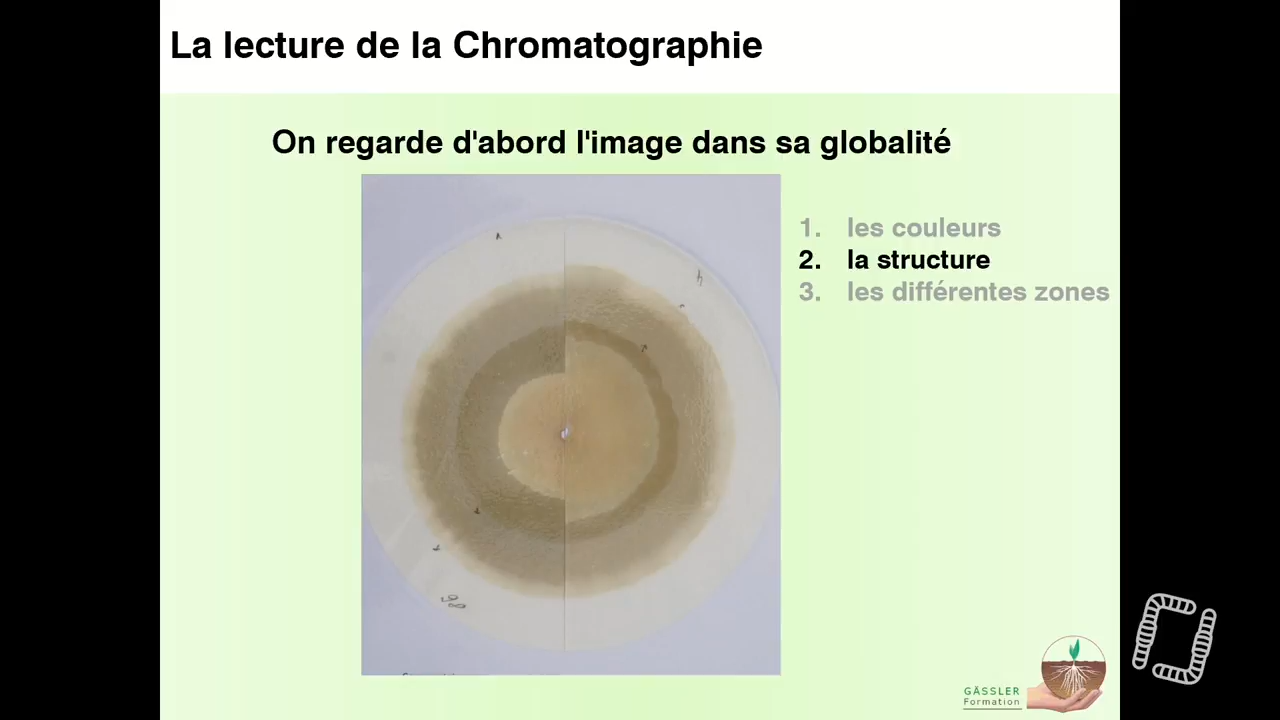 La lecture de la Chromatographie
On regarde d'abord l'image dans sa globalité
1. les couleurs
2. la structure
3. les différentes zones
GÄSSLER
Formation